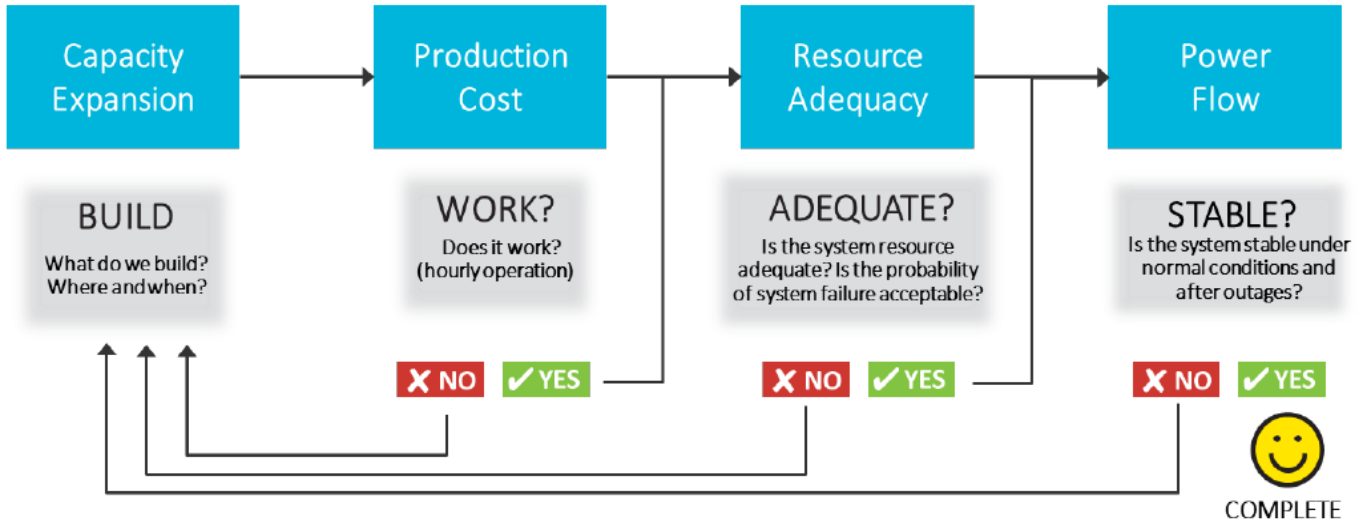 Capacity
Expansion
Production
Cost
Resource
Adequacy
Power
Flow
BUILD
What do we build?
Where and when?
WORK?
Does it work?
(hourly operation)
ADEQUATE?
Is the system resource
adequate? Is the probability
of system failure acceptable?
STABLE?
Is the system stable under
normal conditions and
after outages?
✗ NO
✓ YES
✗ NO
✓ YES
✗ NO
✓ YES
COMPLETE